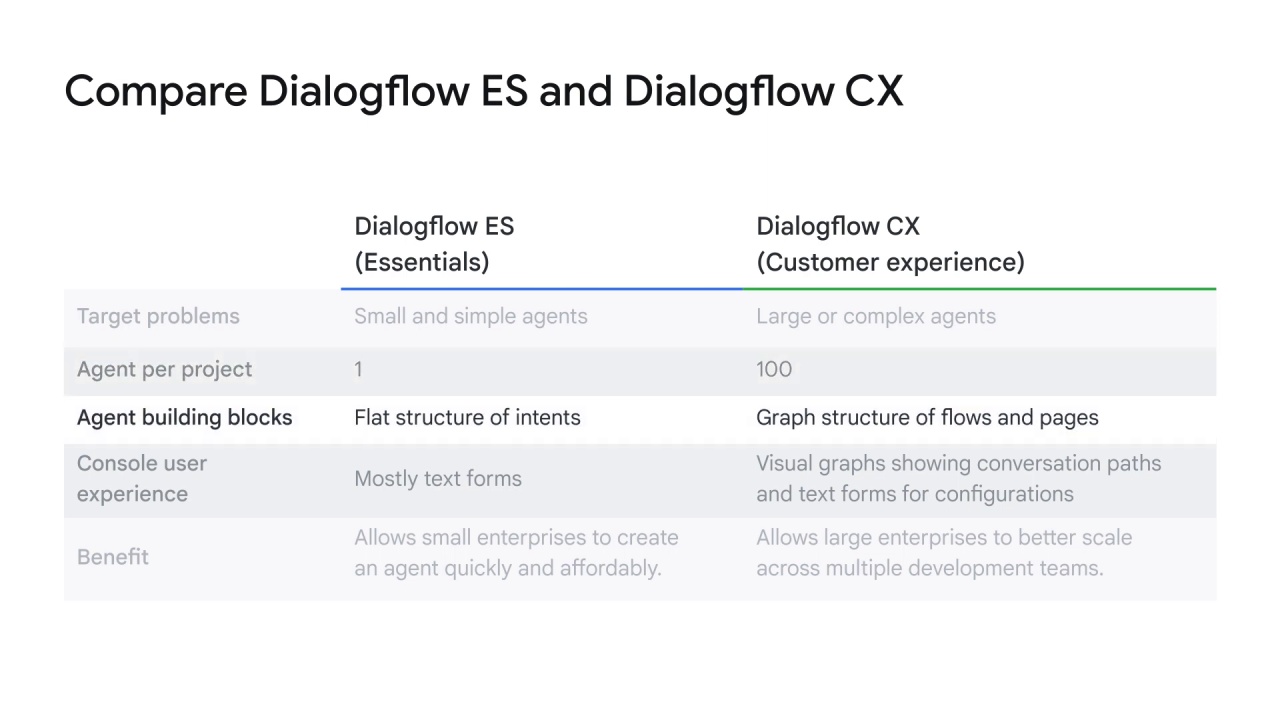 Compare Dialogflow ES and Dialogflow CX
Dialogflow ES
(Essentials)
Dialogflow CX
(Customer experience)
Target problems
Small and simple agents
Large or complex agents
Agent per project
1
100
Agent building blocks
Flat structure of intents
Graph structure of flows and pages
Console user
experience
Mostly text forms
Visual graphs showing conversation paths
and text forms for configurations
Benefit
Allows small enterprises to create
an agent quickly and affordably.
Allows large enterprises to better scale
across multiple development teams.